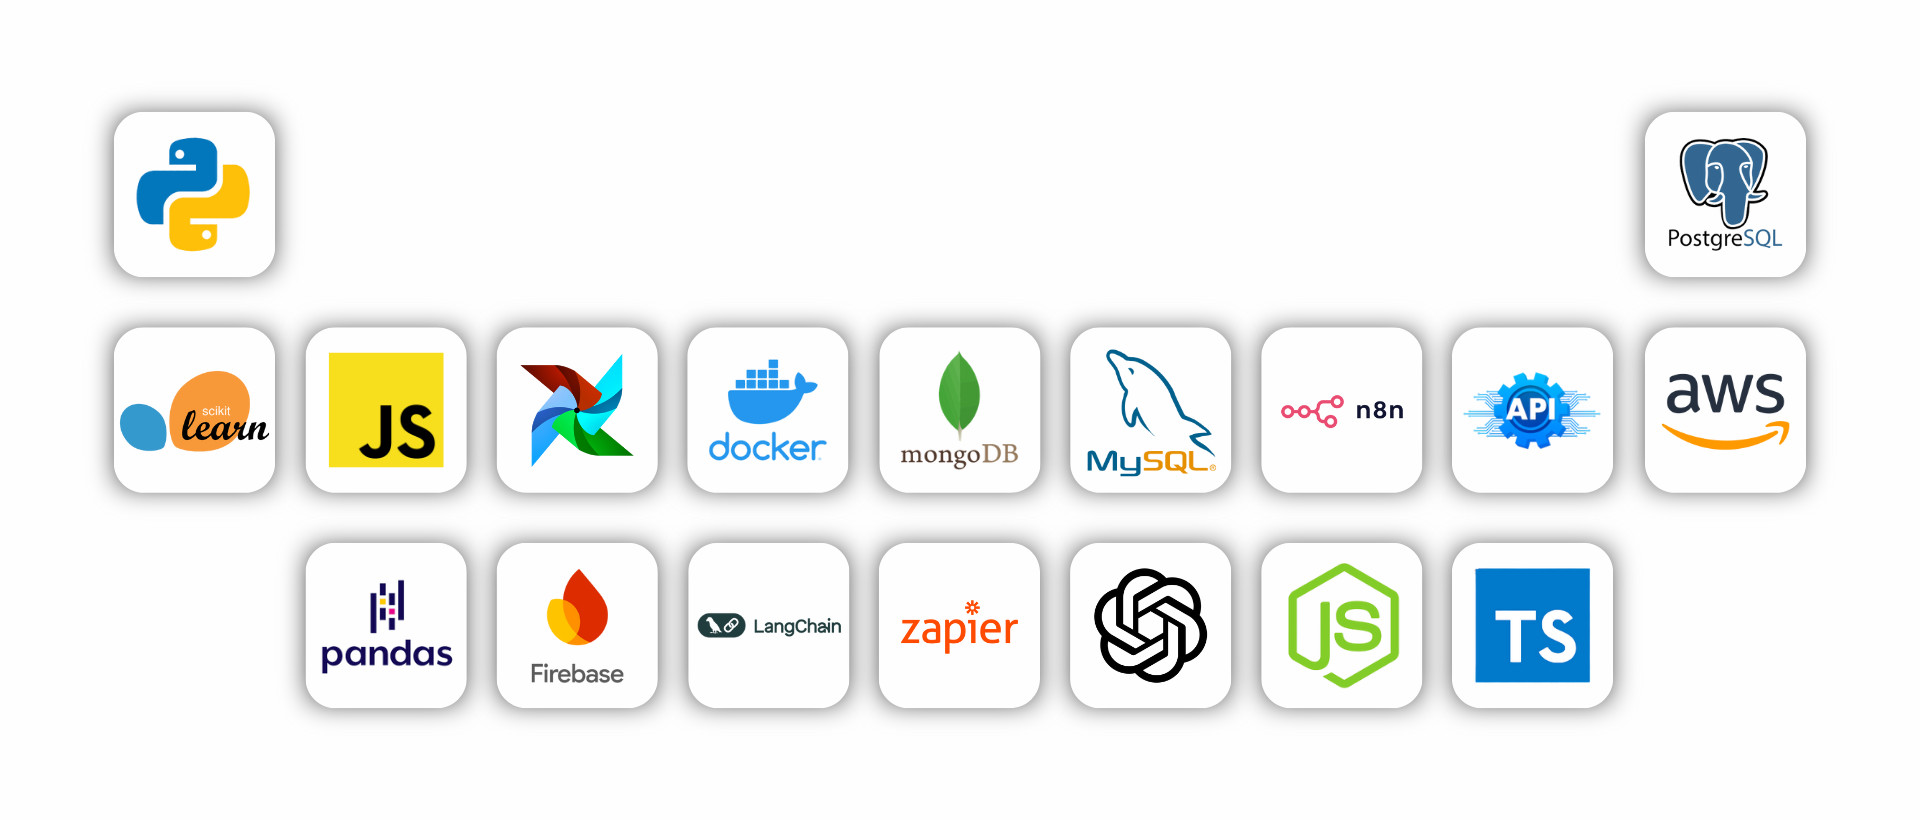 PostgreSQL
scikit
learn
JS
docker
mongoDB
MySQL®
n8n
API
aws
pandas
Firebase
LangChain
zapier
JS
TS